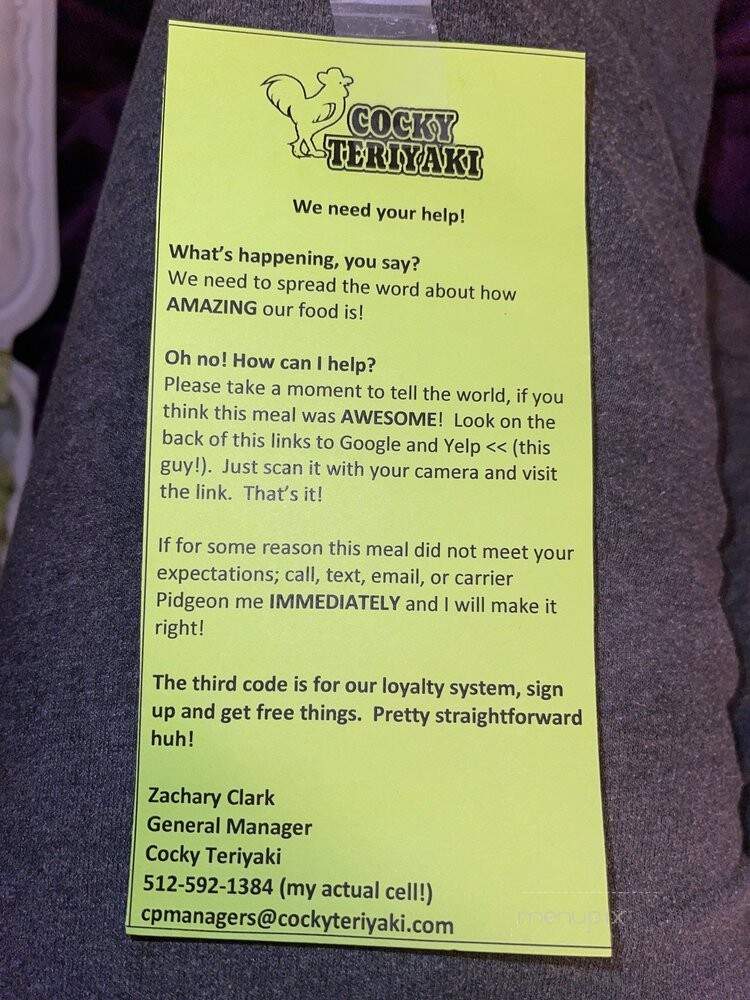 COCKY
TERIYAKI
We need your help!
What's happening, you say?
We need to spread the word about how
AMAZING our food is!
Oh no! How can I help?
Please take a moment to tell the world, if you
think this meal was AWESOME! Look on the
back of this links to Google and Yelp << (this
guy!). Just scan it with your camera and visit
the link. That's it!
If for some reason this meal did not meet your
expectations; call, text, email, or carrier
Pidgeon me IMMEDIATELY and I will make it
right!
The third code is for our loyalty system, sign
up and get free things. Pretty straightforward
huh!
Zachary Clark
General Manager
Cocky Teriyaki
512-592-1384 (my actual cell!)
cpmanagers@cockyteriyaki.com
menupix